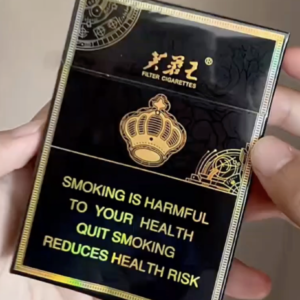 芙蓉王®
FILTER CIGARETTES
SMOKING IS HARMFUL
TO YOUR HEALTH
QUIT SMOKING
REDUCES HEALTH RISK